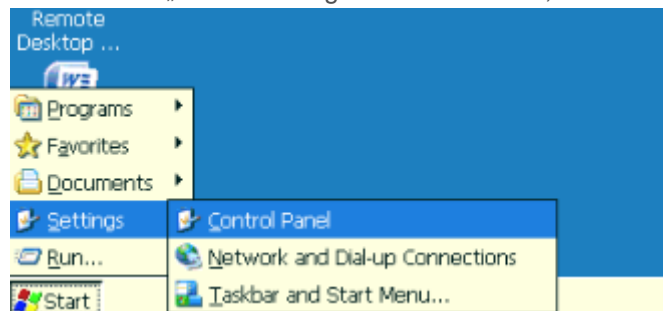 Remote
Desktop ...
Programs
Favorites
Documents
Settings
Control Panel
Run...
Network and Dial-up Connections
Start
Taskbar and Start Menu...